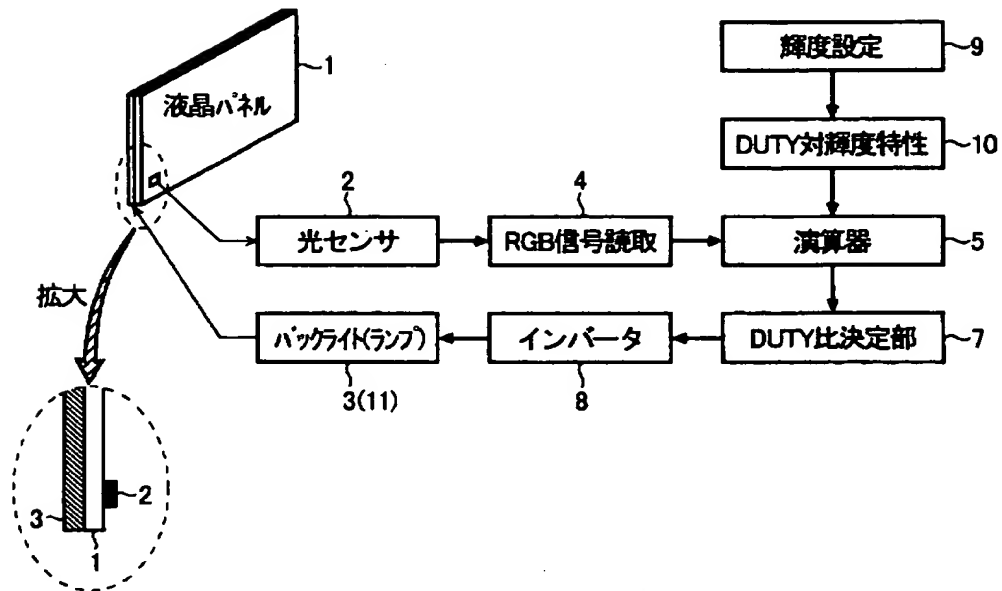 1
液晶パネル
輝度設定
9
DUTY対輝度特性
10
2
光センサ
4
RGB信号読取
演算器
5
拡大
バックライト(ランプ)
3(11)
インバータ
8
DUTY比決定部
7
3
2
1